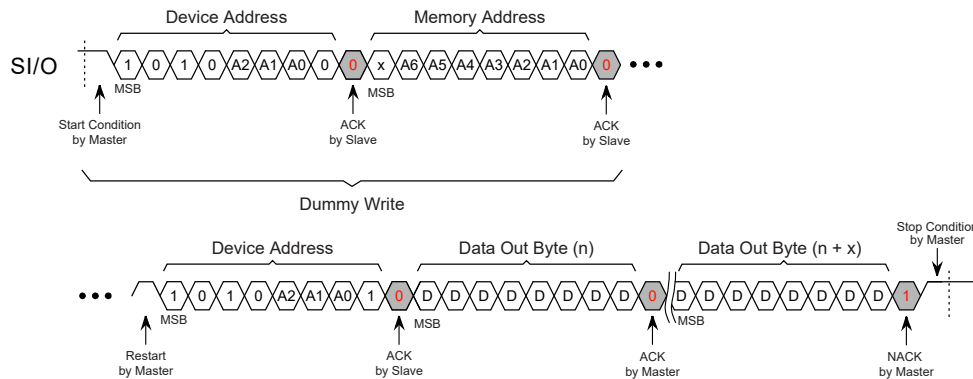 Device Address Memory Address
SI/O 1 0 1 0 A2 A1 A0 0 0 x A6 A5 A4 A3 A2 A1 A0 0 •••
MSB MSB
Start Condition
by Master
ACK
by Slave
ACK
by Slave
Dummy Write
Stop Condition
by Master
Device Address Data Out Byte (n) Data Out Byte (n + x)
••• 1 0 1 0 A2 A1 A0 1 0 D D D D D D D D 0 D D D D D D D D 1
MSB MSB MSB
Restart
by Master
ACK
by Slave
ACK
by Master
NACK
by Master